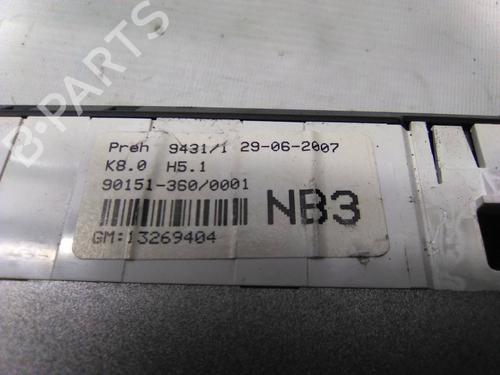 B-PARTS
Preh 9431/1 29-06-2007
K8.0 H5.1
90151-360/0001
NB3
GM:13269404